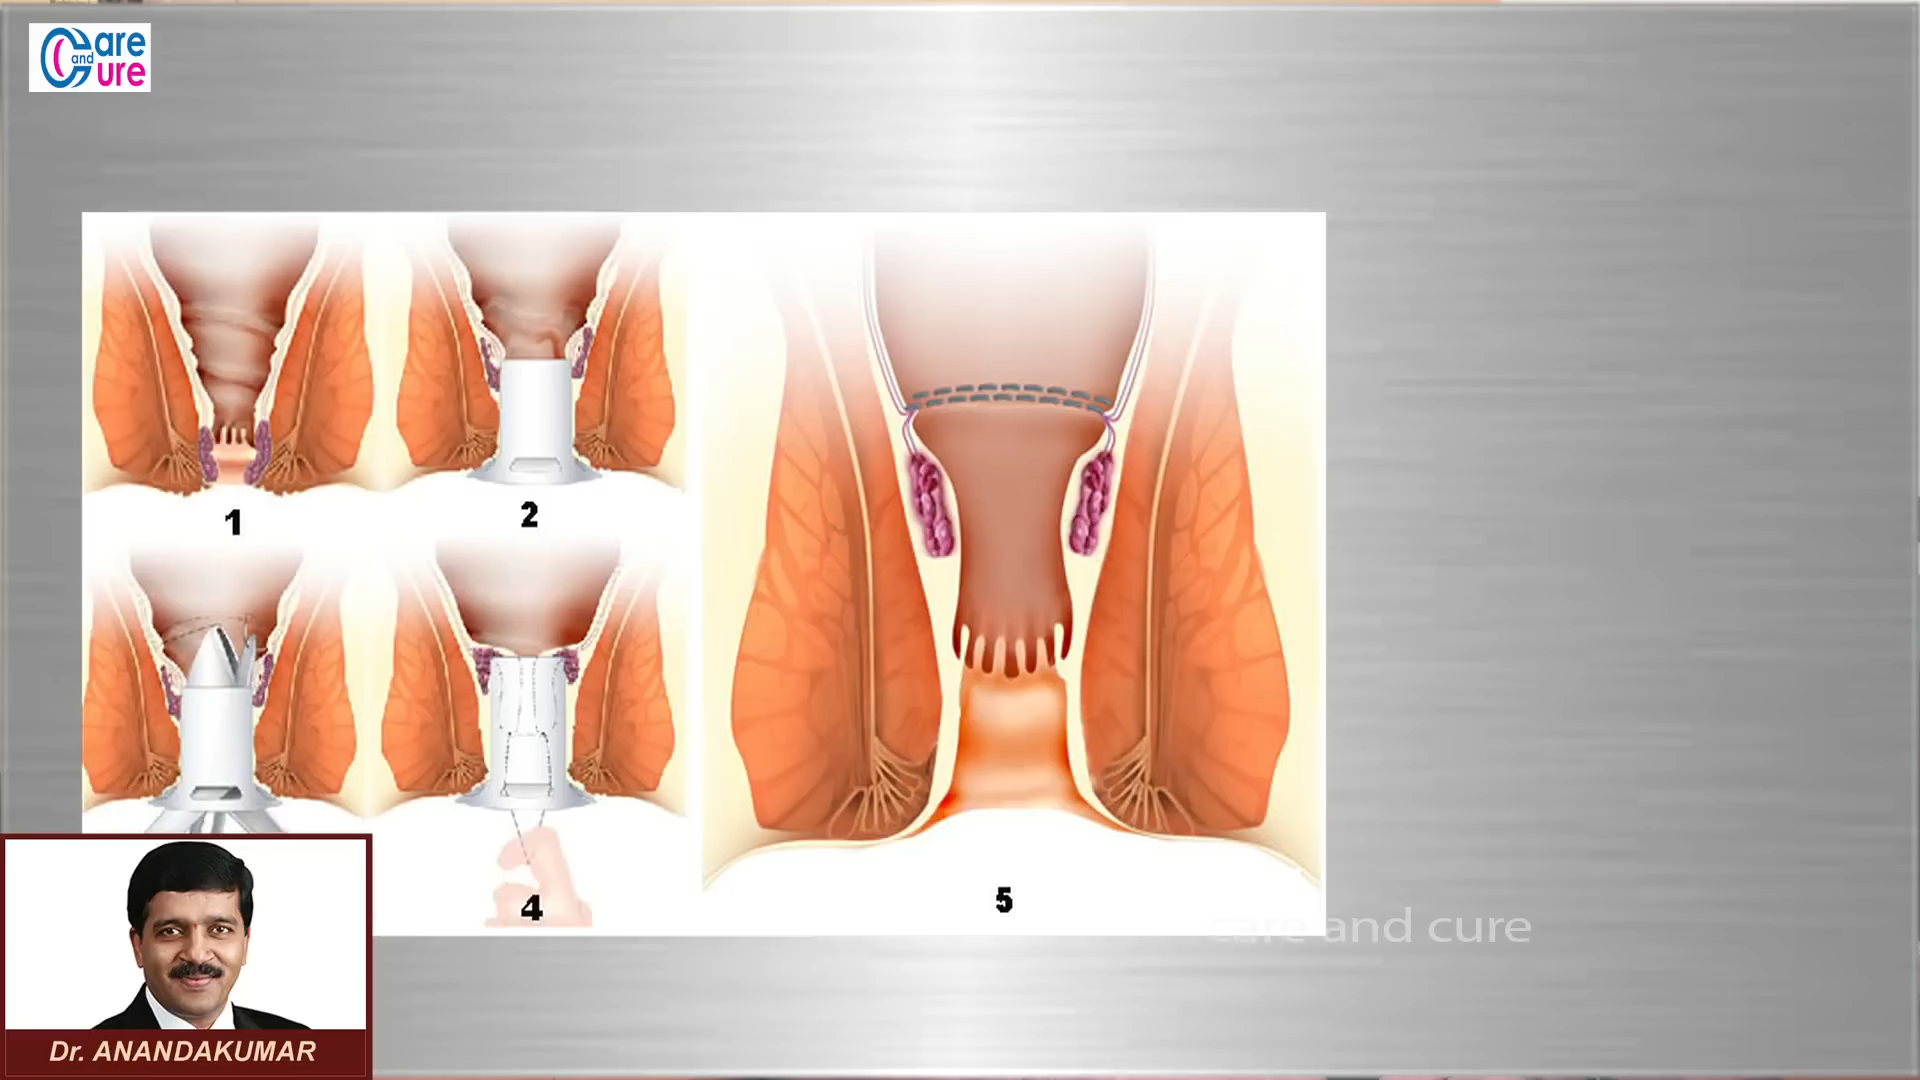 Care
and
Cure
1
2
4
5
care and cure
Dr. ANANDAKUMAR